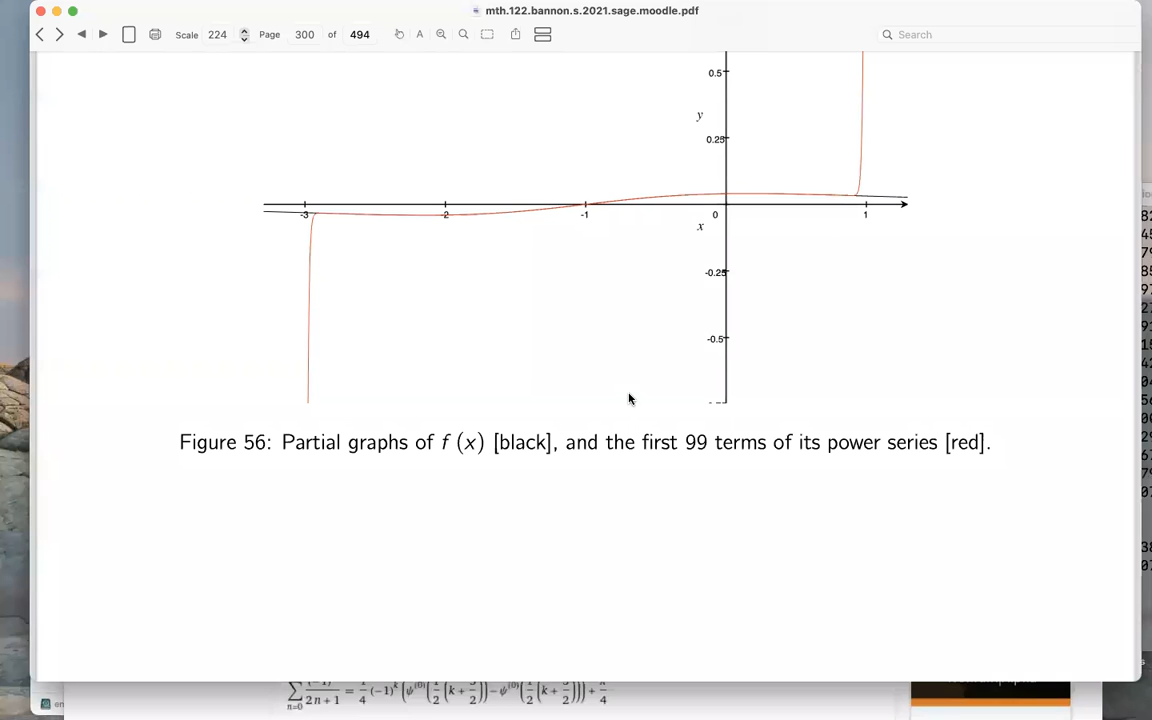 mth.122.bannon.s.2021.sage.moodle.pdf
Scale 224 Page 300 of 494 A Search
0.5
y
0.25
-3 -2 -1 0 1
x
-0.25
-0.5
Figure 56: Partial graphs of f (x) [black], and the first 99 terms of its power series [red].